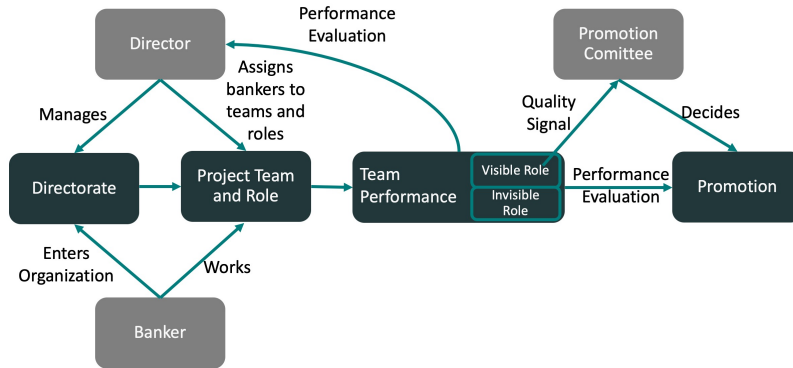 Performance
Evaluation
Director
Promotion
Comittee
Assigns
bankers to
teams and
roles
Manages
Quality
Signal
Decides
Directorate
Project Team
and Role
Team
Performance
Visible Role
Invisible
Role
Performance
Evaluation
Promotion
Enters
Organization
Works
Banker